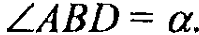 ∠ABD = α.